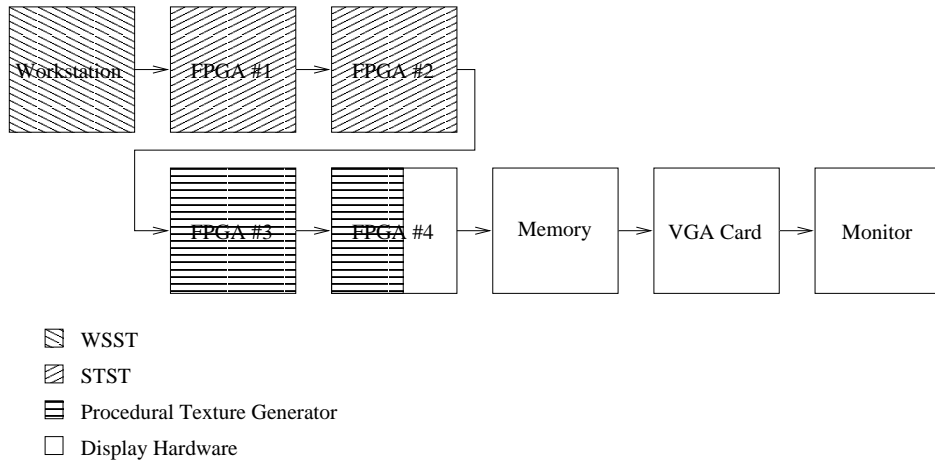 Workstation
FPGA #1
FPGA #2
FPGA #3
FPGA #4
Memory
VGA Card
Monitor
WSST
STST
Procedural Texture Generator
Display Hardware